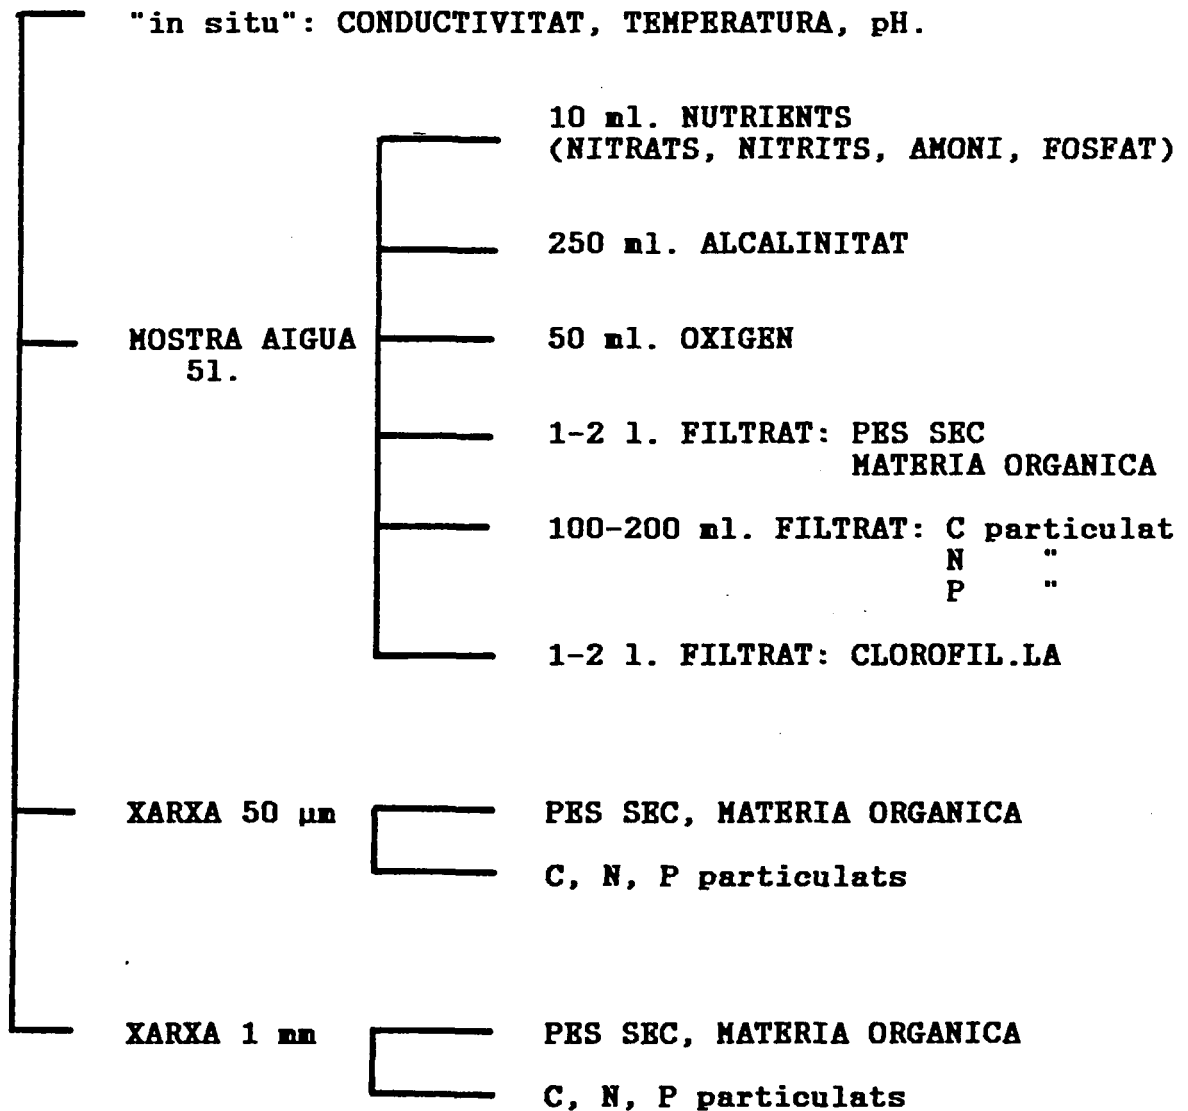 "in situ": CONDUCTIVITAT, TEMPERATURA, pH.
10 ml. NUTRIENTS
(NITRATS, NITRITS, AMONI, FOSFAT)
250 ml. ALCALINITAT
MOSTRA AIGUA
5l.
50 ml. OXIGEN
1-2 l. FILTRAT: PES SEC
MATERIA ORGANICA
100-200 ml. FILTRAT: C particulat
N "
P "
1-2 l. FILTRAT: CLOROFIL.LA
XARXA 50 µm
PES SEC, MATERIA ORGANICA
C, N, P particulats
XARXA 1 mm
PES SEC, MATERIA ORGANICA
C, N, P particulats